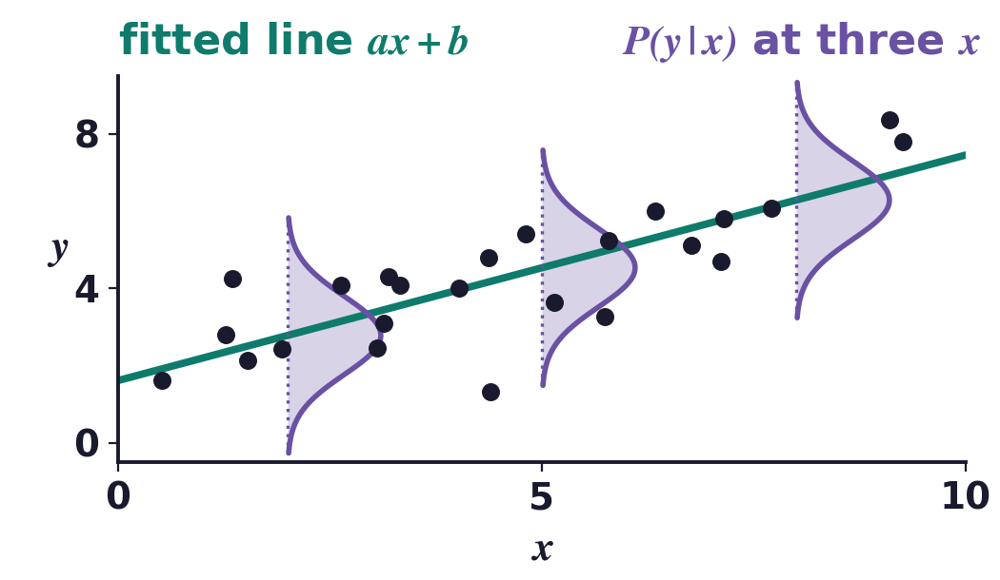 fitted line ax + b
P(y | x) at three x
8
y
4
0
0 5 10
x